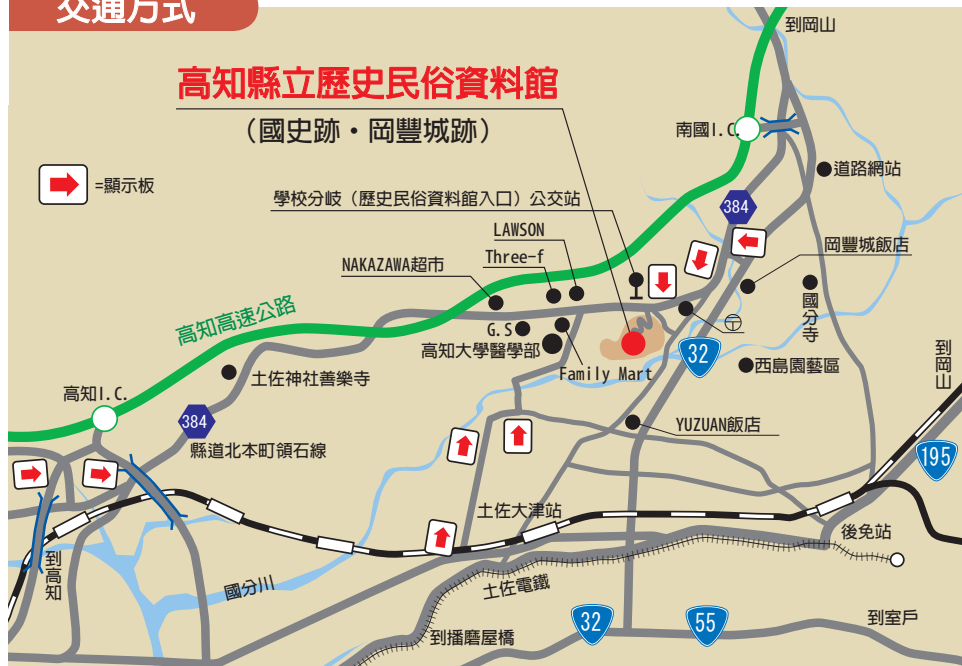 交通方式
到岡山
高知縣立歷史民俗資料館
（國史跡・岡豐城跡）
南國I.C.
道路網站
=顯示板
學校分岐（歷史民俗資料館入口）公交站
384
LAWSON
岡豐城飯店
Three-f
NAKAZAWA超市
國分寺
高知高速公路
G.S
〶
高知大學醫學部
32
到岡山
土佐神社善樂寺
Family Mart
西島園藝區
高知I.C.
384
YUZUAN飯店
縣道北本町領石線
195
土佐大津站
後免站
到高知
國分川
土佐電鐵
32
55
到室戶
到播磨屋橋